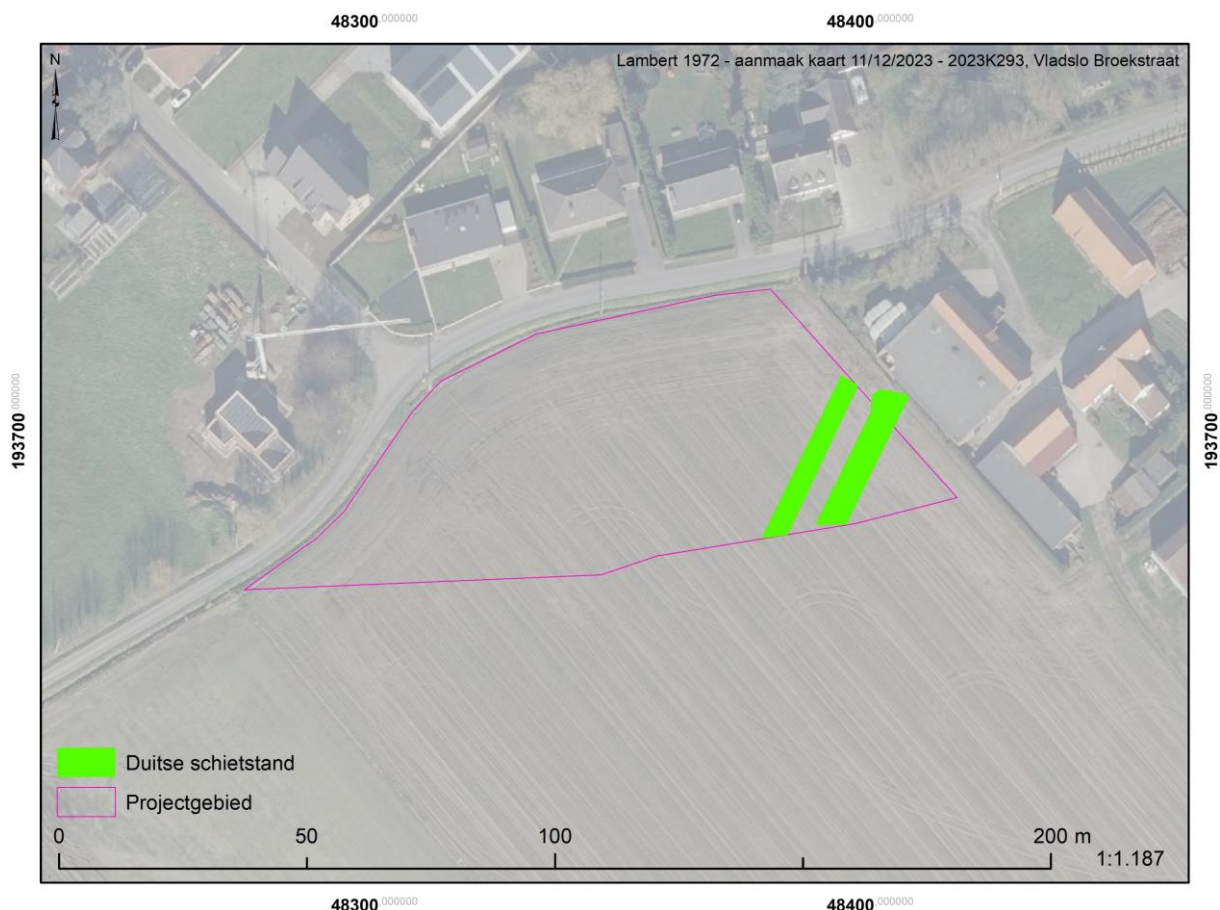 48300,000000 48400,000000
N
Lambert 1972 - aanmaak kaart 11/12/2023 - 2023K293, Vladslo Broekstraat
193700,000000 193700,000000
Duitse schietstand
Projectgebied
0 50 100 200 m
1:1.187
48300,000000 48400,000000